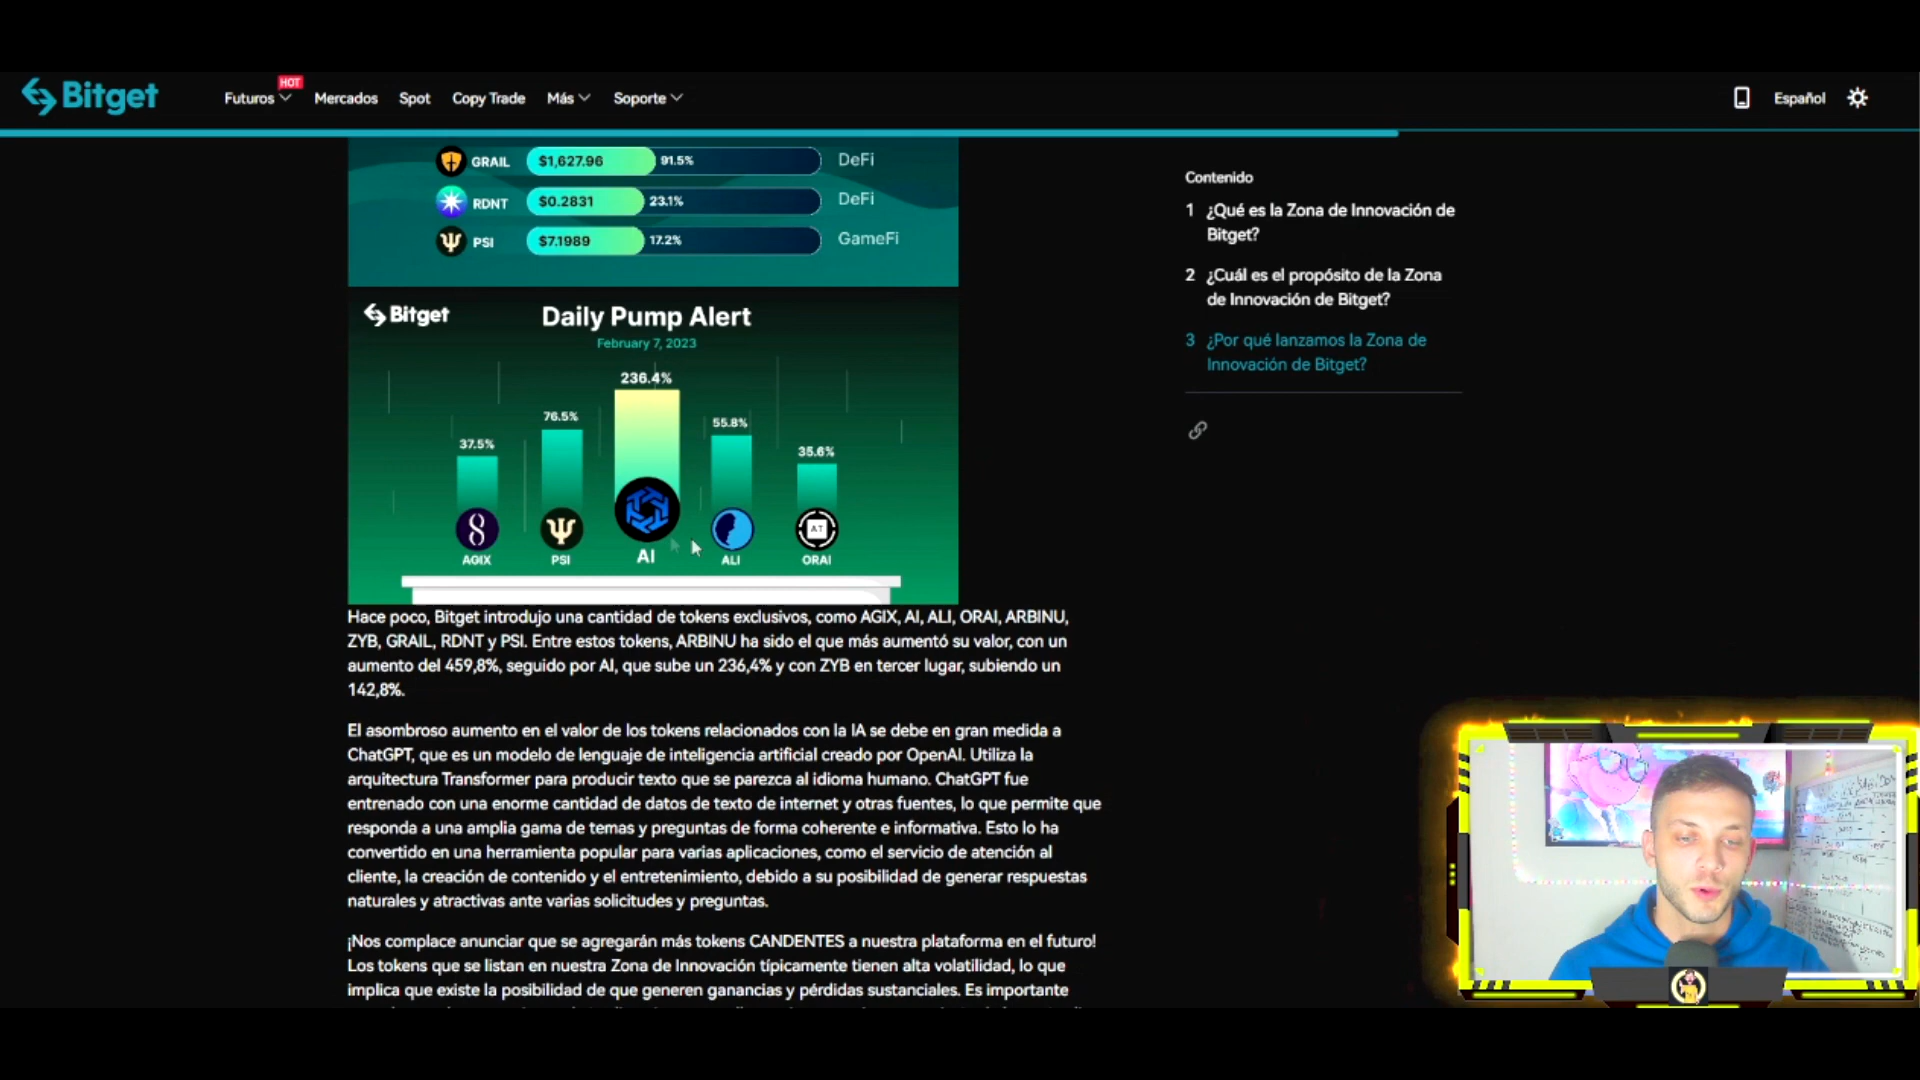 Bitget
Futuros
HOT
Mercados
Spot
Copy Trade
Más
Soporte
Español
GRAIL $1,627.96 91.5% DeFi
RDNT $0.2831 23.1% DeFi
PSI $7.1989 17.2% GameFi
Bitget
Daily Pump Alert
February 7, 2023
236.4%
76.5%
55.8%
37.5%
35.6%
AT
AGIX PSI AI ALI ORAI
Hace poco, Bitget introdujo una cantidad de tokens exclusivos, como AGIX, AI, ALI, ORAI, ARBINU,
ZYB, GRAIL, RDNT y PSI. Entre estos tokens, ARBINU ha sido el que más aumentó su valor, con un
aumento del 459,8%, seguido por AI, que sube un 236,4% y con ZYB en tercer lugar, subiendo un
142,8%.
El asombroso aumento en el valor de los tokens relacionados con la IA se debe en gran medida a
ChatGPT, que es un modelo de lenguaje de inteligencia artificial creado por OpenAI. Utiliza la
arquitectura Transformer para producir texto que se parezca al idioma humano. ChatGPT fue
entrenado con una enorme cantidad de datos de texto de internet y otras fuentes, lo que permite que
responda a una amplia gama de temas y preguntas de forma coherente e informativa. Esto lo ha
convertido en una herramienta popular para varias aplicaciones, como el servicio de atención al
cliente, la creación de contenido y el entretenimiento, debido a su posibilidad de generar respuestas
naturales y atractivas ante varias solicitudes y preguntas.
¡Nos complace anunciar que se agregarán más tokens CANDENTES a nuestra plataforma en el futuro!
Los tokens que se listan en nuestra Zona de Innovación típicamente tienen alta volatilidad, lo que
implica que existe la posibilidad de que generen ganancias y pérdidas sustanciales. Es importante
Contenido
1 ¿Qué es la Zona de Innovación de
Bitget?
2 ¿Cuál es el propósito de la Zona
de Innovación de Bitget?
3 ¿Por qué lanzamos la Zona de
Innovación de Bitget?